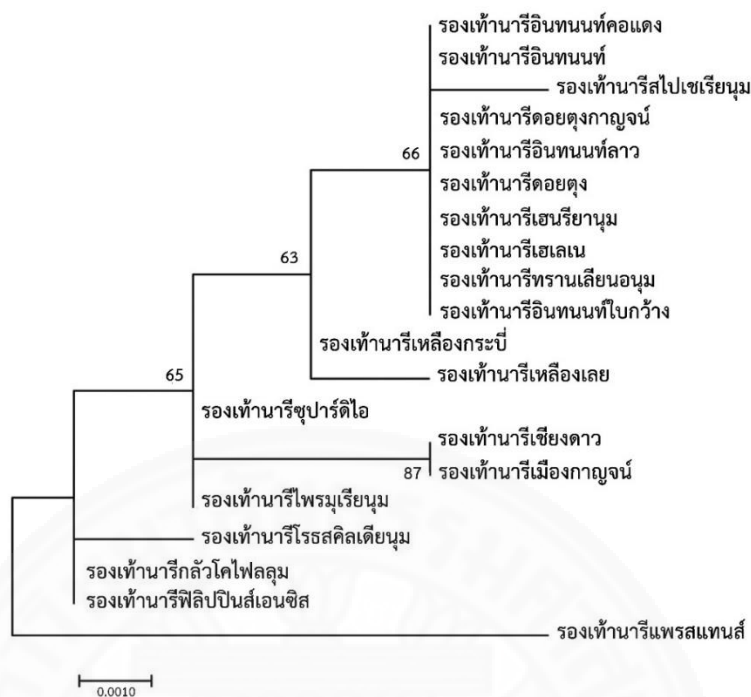 รองเท้านารีอินทนนท์คอแดง
รองเท้านารีอินทนนท์
รองเท้านารีสไปเชเรียนุม
รองเท้านารีดอยตุงกาญจน์
66
รองเท้านารีอินทนนท์ลาว
รองเท้านารีดอยตุง
รองเท้านารีเฮนรียานุม
รองเท้านารีเฮเลเน
63
รองเท้านารีทรานเลียนอนุม
รองเท้านารีอินทนนท์ใบกว้าง
รองเท้านารีเหลืองกระบี่
65
รองเท้านารีเหลืองเลย
รองเท้านารีซุปาร์ดิไอ
รองเท้านารีเชียงดาว
87
รองเท้านารีเมืองกาญจน์
รองเท้านารีไพรมุเรียนุม
รองเท้านารีโรธสคิลเดียนุม
รองเท้านารีกลัวโคไฟลลุม
รองเท้านารีฟิลิปปินส์เอนซิส
รองเท้านารีแพรสแทนส์
0.0010